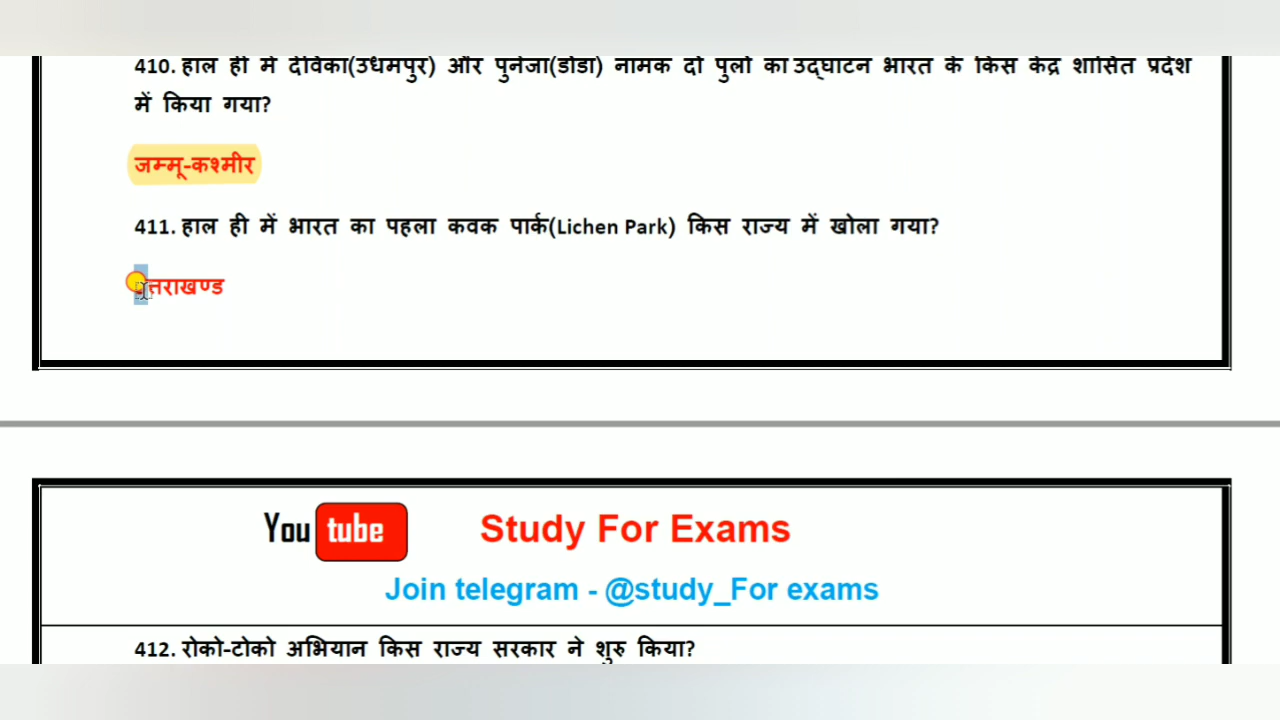 410. हाल ही में देविका(उधमपुर) और पुनेजा(डोडा) नामक दो पुलों का उद्घाटन भारत के किस केंद्र शासित प्रदेश
में किया गया?
जम्मू-कश्मीर
411. हाल ही में भारत का पहला कवक पार्क(Lichen Park) किस राज्य में खोला गया?
उत्तराखण्ड
You tube Study For Exams
Join telegram - @study_For exams
412. रोको-टोको अभियान किस राज्य सरकार ने शुरु किया?